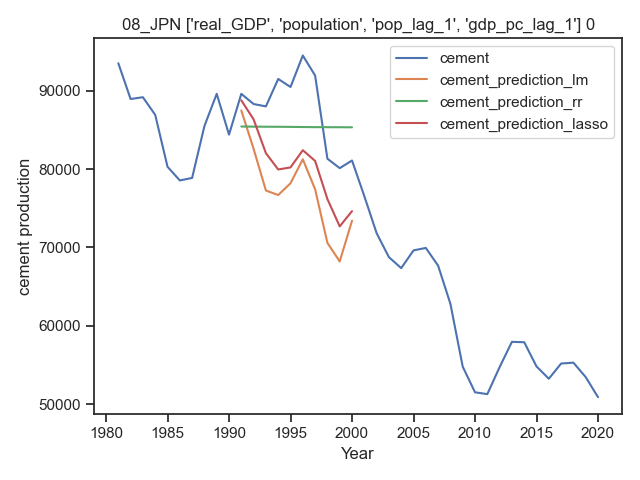 08_JPN ['real_GDP', 'population', 'pop_lag_1', 'gdp_pc_lag_1'] 0
cement
cement_prediction_lm
cement_prediction_rr
cement_prediction_lasso
cement production
90000
80000
70000
60000
50000
1980 1985 1990 1995 2000 2005 2010 2015 2020
Year